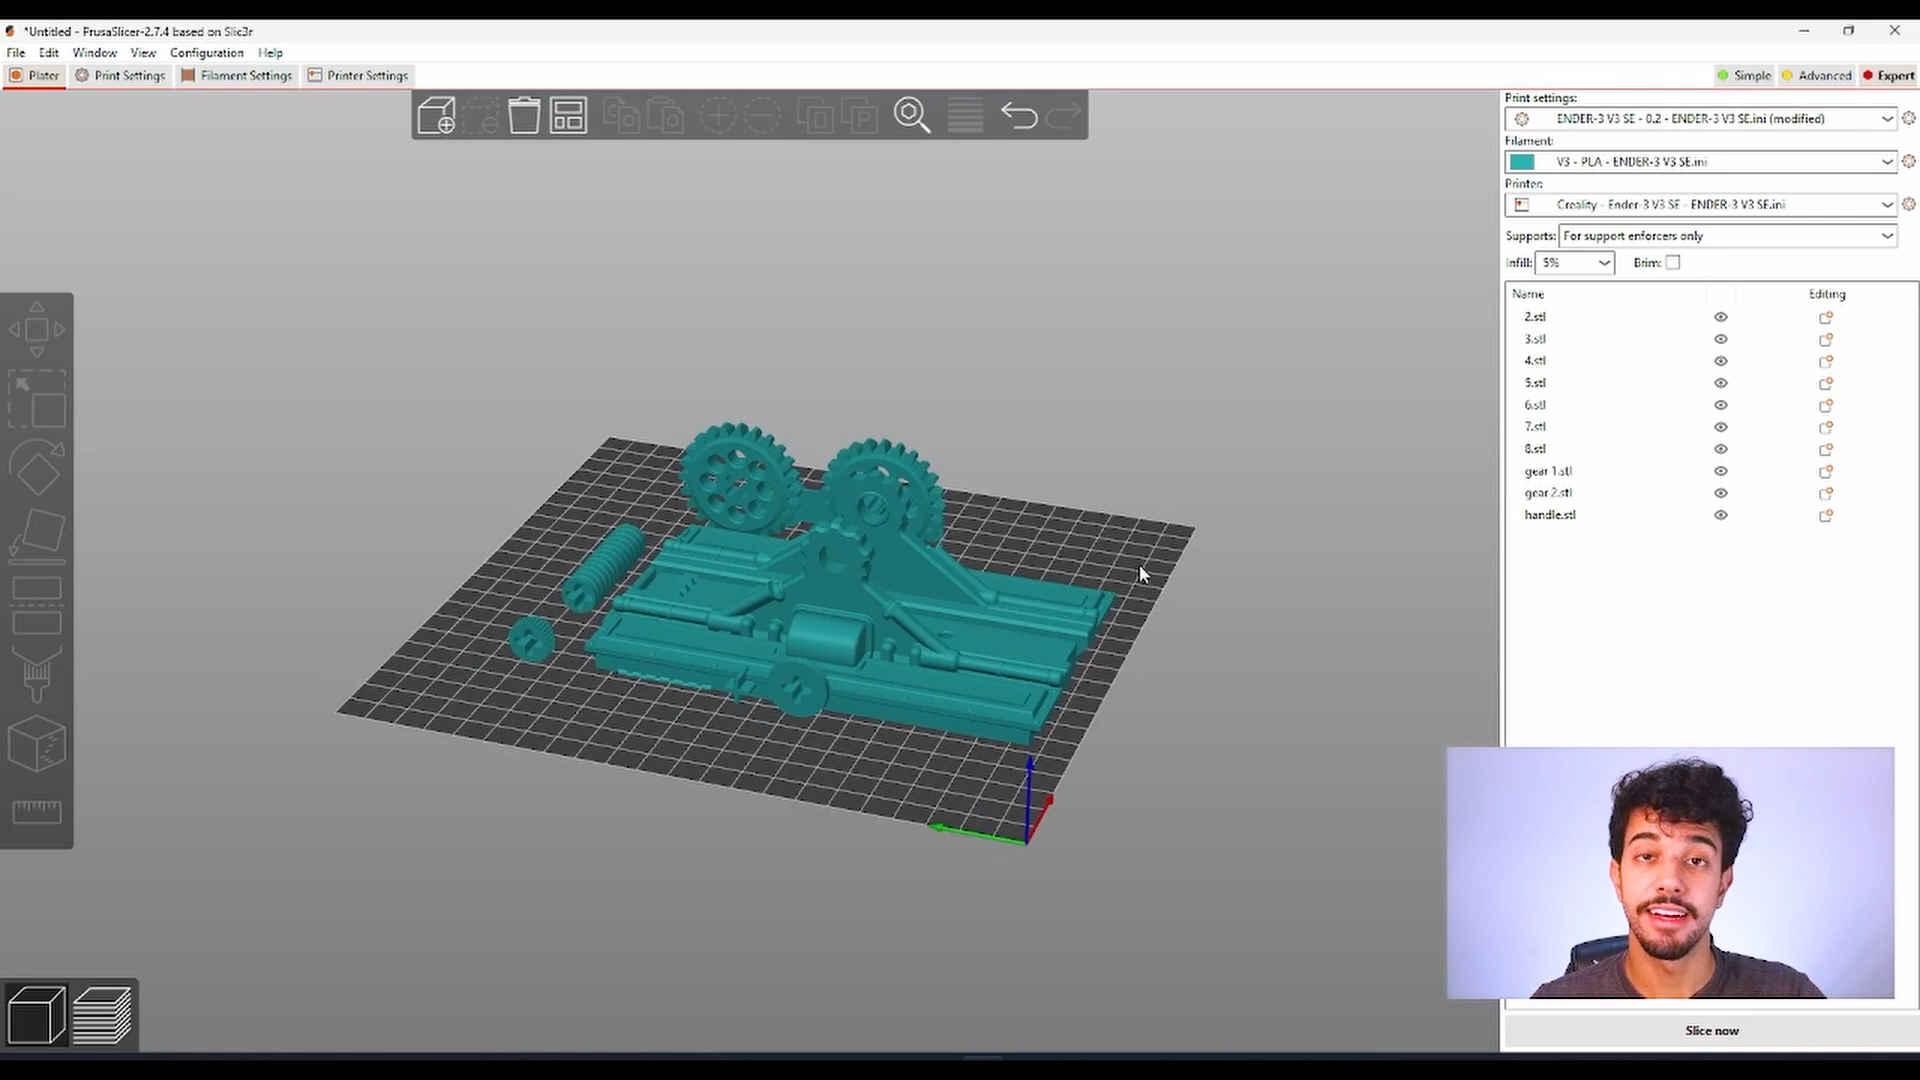 *Untitled - PrusaSlicer-2.7.4 based on Slic3r
File Edit Window View Configuration Help
Plater Print Settings Filament Settings Printer Settings Simple Advanced Expert
Print settings:
ENDER-3 V3 SE - 0.2 - ENDER-3 V3 SE.ini (modified)
Filament:
V3 - PLA - ENDER-3 V3 SE.ini
Printer:
Creality - Ender-3 V3 SE - ENDER-3 V3 SE.ini
Supports: For support enforcers only
Infill: 5% Brim:
Name Editing
2.stl
3.stl
4.stl
5.stl
6.stl
7.stl
8.stl
gear 1.stl
gear 2.stl
handle.stl
Slice now